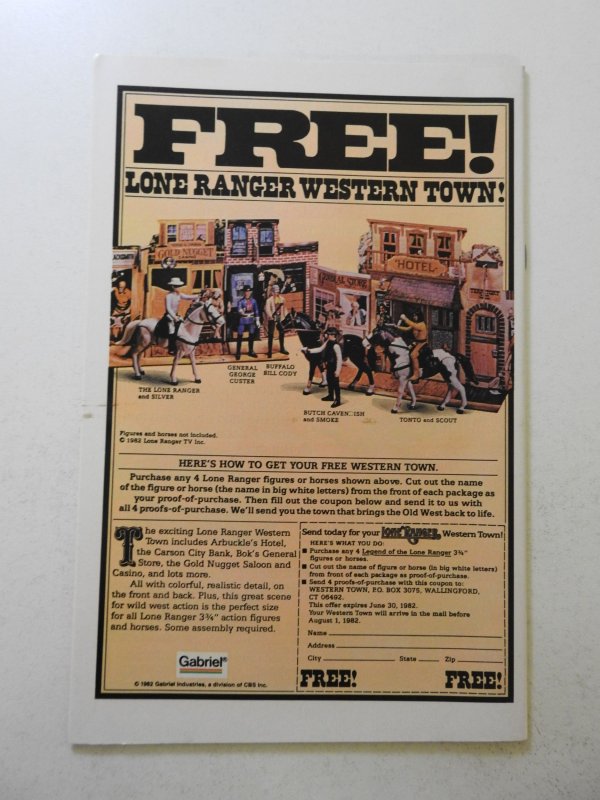 FREE!
LONE RANGER WESTERN TOWN!
GOLD NUGGET
GENERAL STORE
HOTEL
THE LONE RANGER
and SILVER
GENERAL
GEORGE
CUSTER
BUFFALO
BILL CODY
BUTCH CAVENDISH
and SMOKE
TONTO and SCOUT
Figures and horses not included.
© 1982 Lone Ranger TV Inc.
HERE'S HOW TO GET YOUR FREE WESTERN TOWN.
Purchase any 4 Lone Ranger figures or horses shown above. Cut out the name
of the figure or horse (the name in big white letters) from the front of each package as
your proof-of-purchase. Then fill out the coupon below and send it to us with
all 4 proofs-of-purchase. We'll send you the town that brings the Old West back to life.
The exciting Lone Ranger Western
Town includes Arbuckle's Hotel,
the Carson City Bank, Bok's General
Store, the Gold Nugget Saloon and
Casino, and lots more.
All with colorful, realistic detail, on
the front and back. Plus, this great scene
for wild west action is the perfect size
for all Lone Ranger 3¾" action figures
and horses. Some assembly required.
Gabriel®
© 1982 Gabriel Industries, a division of CBS Inc.
Send today for your LONE RANGER Western Town!
HERE'S WHAT YOU DO:
■ Purchase any 4 Legend of the Lone Ranger 3¾"
figures or horses.
■ Cut out the name of figure or horse (in big white letters)
from front of each package as proof-of-purchase.
■ Send 4 proofs-of-purchase with this coupon to:
WESTERN TOWN, P.O. BOX 3075, WALLINGFORD,
CT 06492.
This offer expires June 30, 1982.
Your Western Town will arrive in the mail before
August 1, 1982.
Name
Address
City State Zip
FREE! FREE!